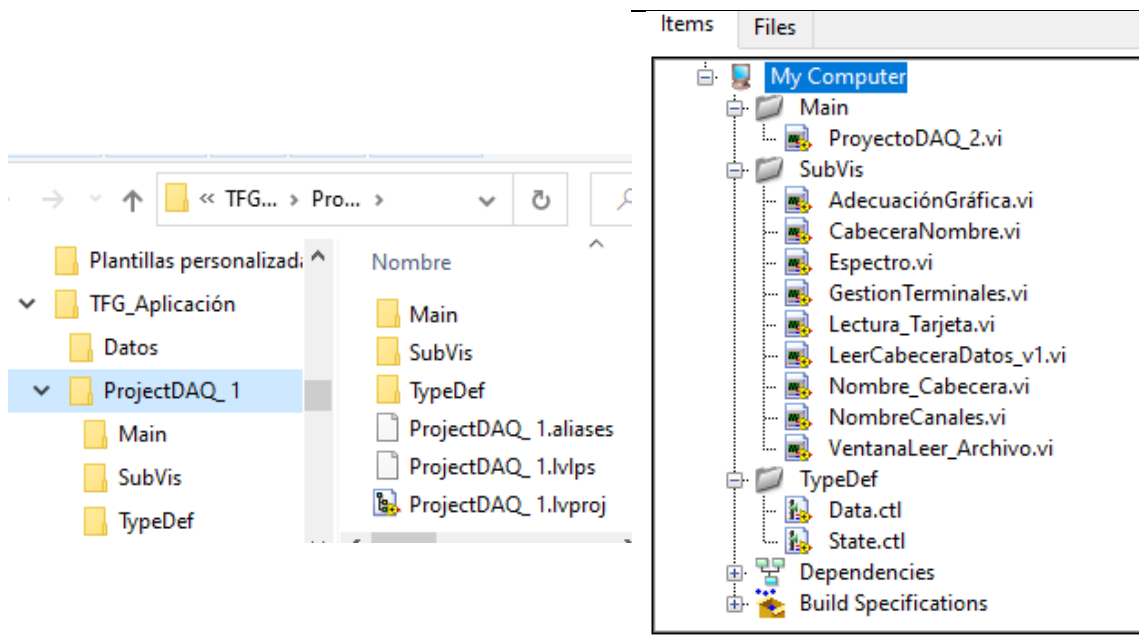 « TFG... › Pro... ›
Plantillas personalizada
TFG_Aplicación
Datos
ProjectDAQ_ 1
Main
SubVis
TypeDef
Nombre
Main
SubVis
TypeDef
ProjectDAQ_ 1.aliases
ProjectDAQ_ 1.lvlps
ProjectDAQ_ 1.lvproj
Items Files
My Computer
Main
ProyectoDAQ_2.vi
SubVis
AdecuaciónGráfica.vi
CabeceraNombre.vi
Espectro.vi
GestionTerminales.vi
Lectura_Tarjeta.vi
LeerCabeceraDatos_v1.vi
Nombre_Cabecera.vi
NombreCanales.vi
VentanaLeer_Archivo.vi
TypeDef
Data.ctl
State.ctl
Dependencies
Build Specifications